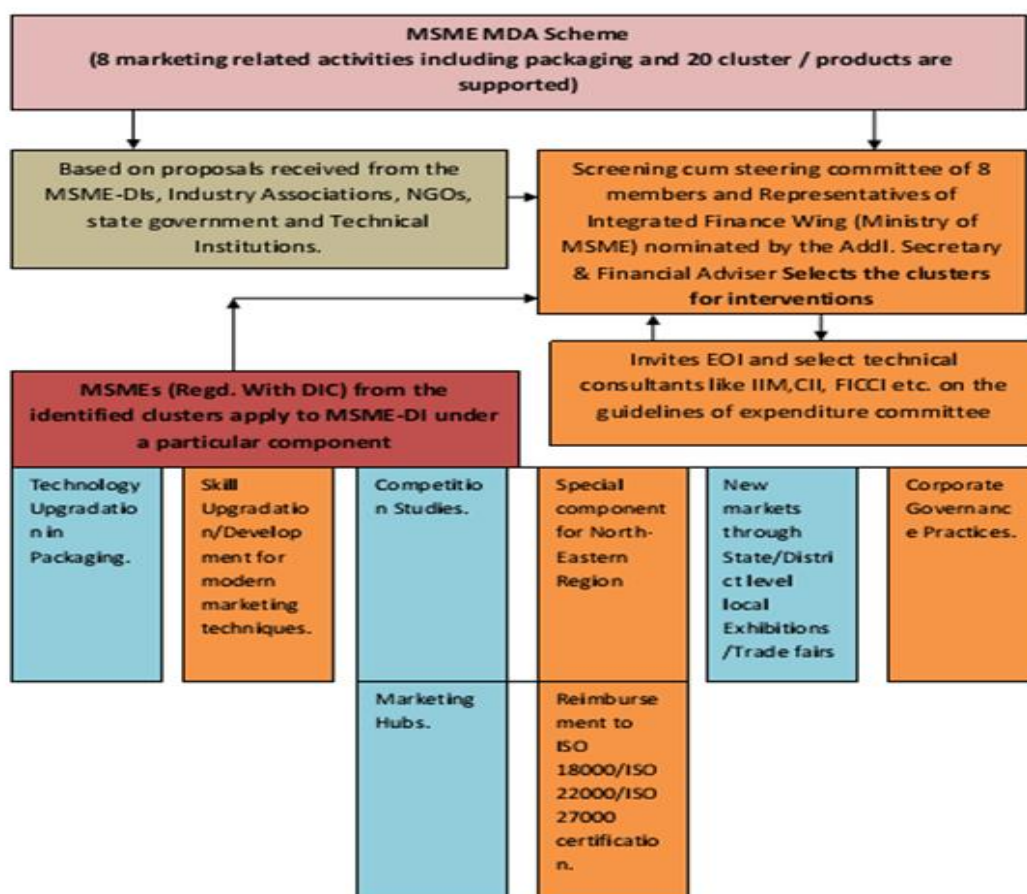 MSME MDA Scheme
(8 marketing related activities including packaging and 20 cluster / products are
supported)
Based on proposals received from the
MSME-DIs, Industry Associations, NGOs,
state government and Technical
Institutions.
Screening cum steering committee of 8
members and Representatives of
Integrated Finance Wing (Ministry of
MSME) nominated by the Addl. Secretary
& Financial Adviser Selects the clusters
for interventions
Invites EOI and select technical
consultants like IIM,CII, FICCI etc. on the
guidelines of expenditure committee
MSMEs (Regd. With DIC) from the
identified clusters apply to MSME-DI under
a particular component
Technology
Upgradatio
n in
Packaging.
Skill
Upgradatio
n/Develop
ment for
modern
marketing
techniques.
Competitio
n Studies.
Special
component
for North-
Eastern
Region
New
markets
through
State/Distri
ct level
local
Exhibitions
/Trade fairs
Corporate
Governanc
e Practices.
Marketing
Hubs.
Reimburse
ment to
ISO
18000/ISO
22000/ISO
27000
certificatio
n.